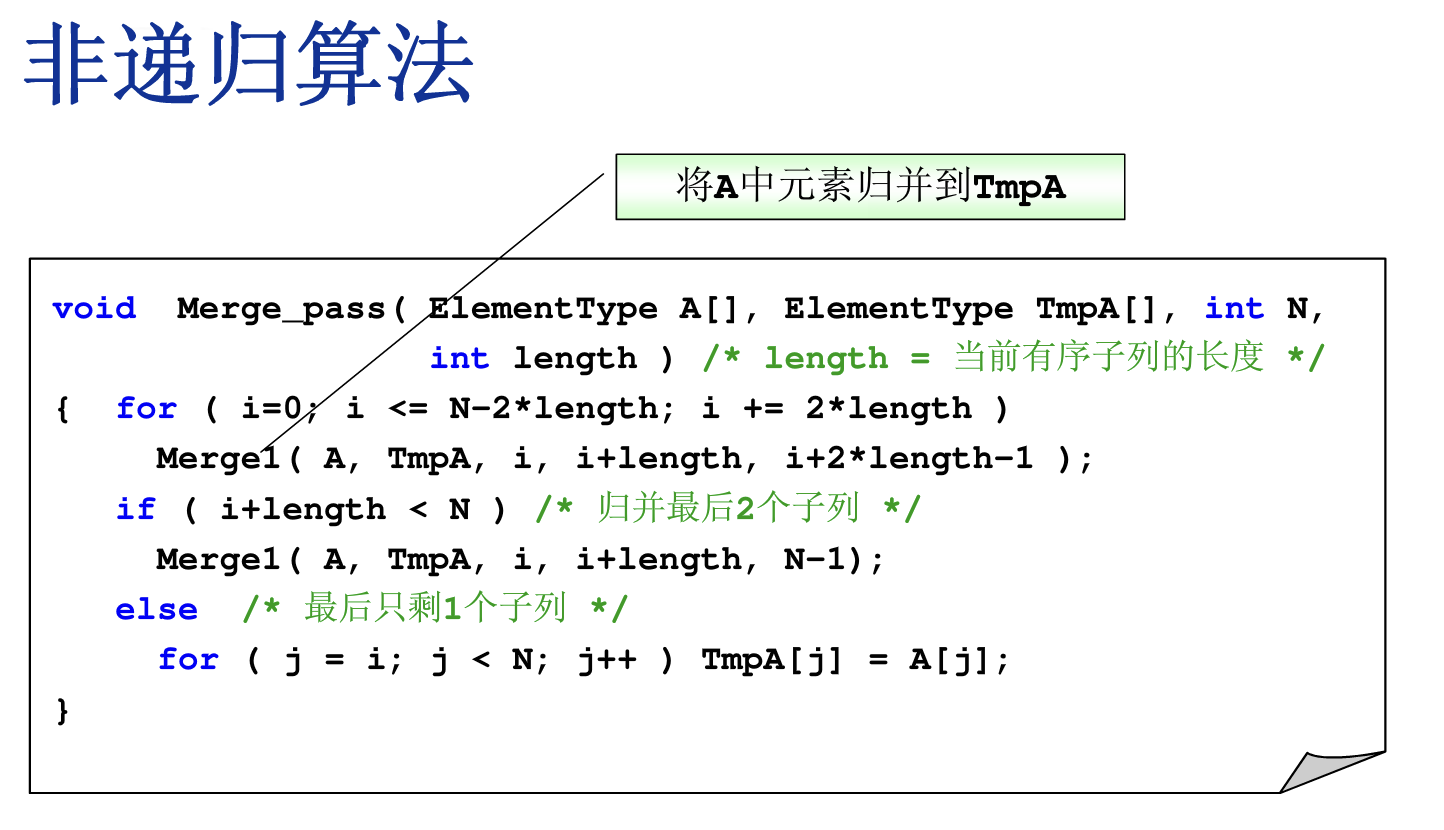 非递归算法
将A中元素归并到TmpA
void Merge_pass( ElementType A[], ElementType TmpA[], int N,
int length ) /* length = 当前有序子列的长度 */
{ for ( i=0; i <= N-2*length; i += 2*length )
Merge1( A, TmpA, i, i+length, i+2*length-1 );
if ( i+length < N ) /* 归并最后2个子列 */
Merge1( A, TmpA, i, i+length, N-1);
else /* 最后只剩1个子列 */
for ( j = i; j < N; j++ ) TmpA[j] = A[j];
}